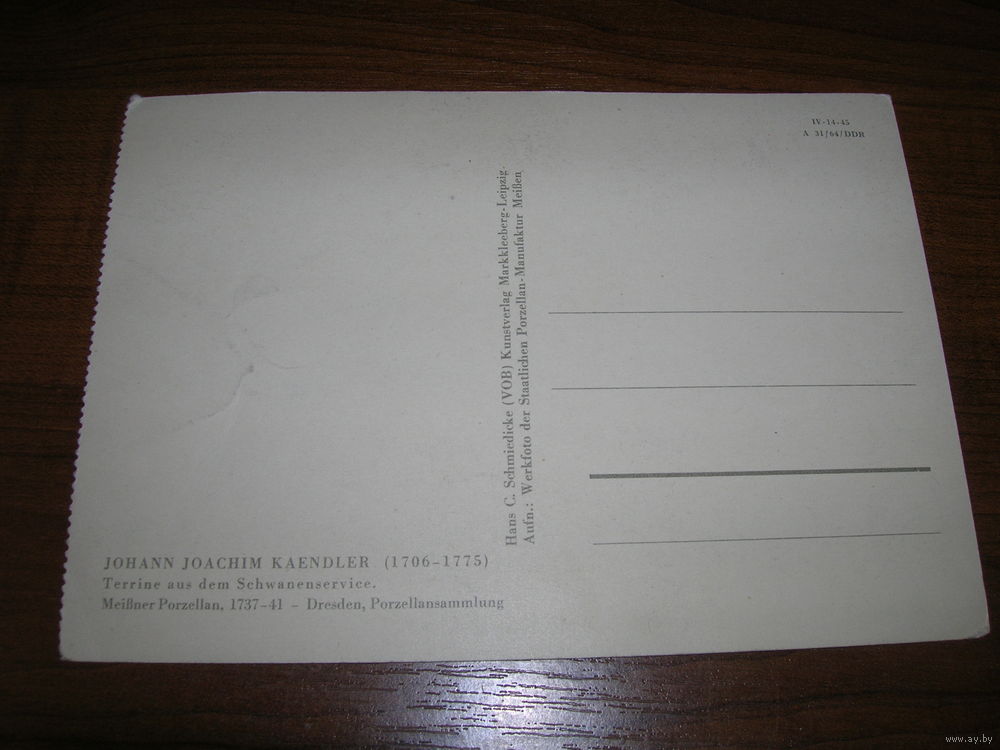 IV-14-45
A 31/64/DDR
Hans C. Schmiedicke (VOB) Kunstverlag Markkleeberg-Leipzig.
Aufn.: Werkfoto der Staatlichen Porzellan-Manufaktur Meißen
JOHANN JOACHIM KAENDLER (1706-1775)
Terrine aus dem Schwanenservice.
Meißner Porzellan, 1737-41 – Dresden, Porzellansammlung
www.ay.by